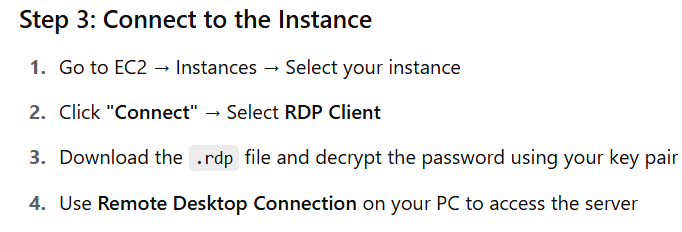 Step 3: Connect to the Instance
1. Go to EC2 → Instances → Select your instance
2. Click "Connect" → Select RDP Client
3. Download the .rdp file and decrypt the password using your key pair
4. Use Remote Desktop Connection on your PC to access the server